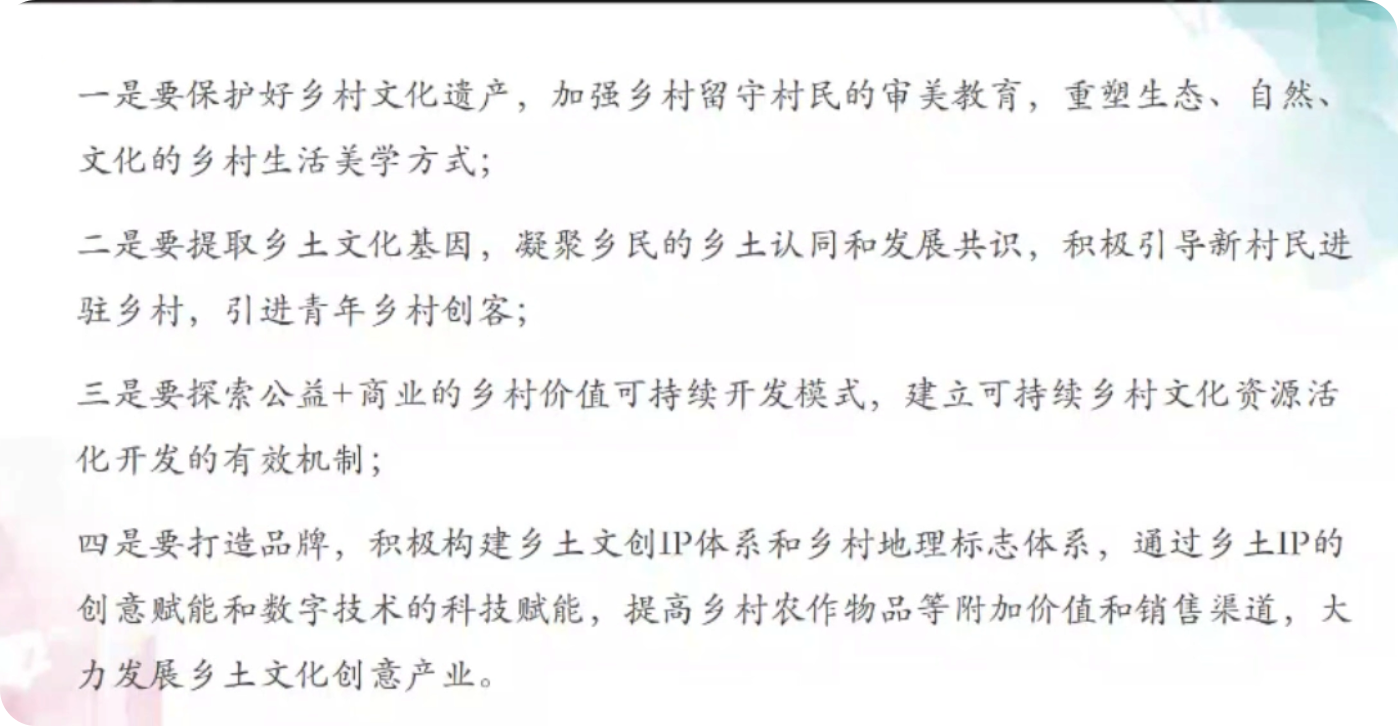 一是要保护好乡村文化遗产，加强乡村留守村民的审美教育，重塑生态、自然、
文化的乡村生活美学方式；
二是要提取乡土文化基因，凝聚乡民的乡土认同和发展共识，积极引导新村民进
驻乡村，引进青年乡村创客；
三是要探索公益+商业的乡村价值可持续开发模式，建立可持续乡村文化资源活
化开发的有效机制；
四是要打造品牌，积极构建乡土文创IP体系和乡村地理标志体系，通过乡土IP的
创意赋能和数字技术的科技赋能，提高乡村农作物品等附加价值和销售渠道，大
力发展乡土文化创意产业。